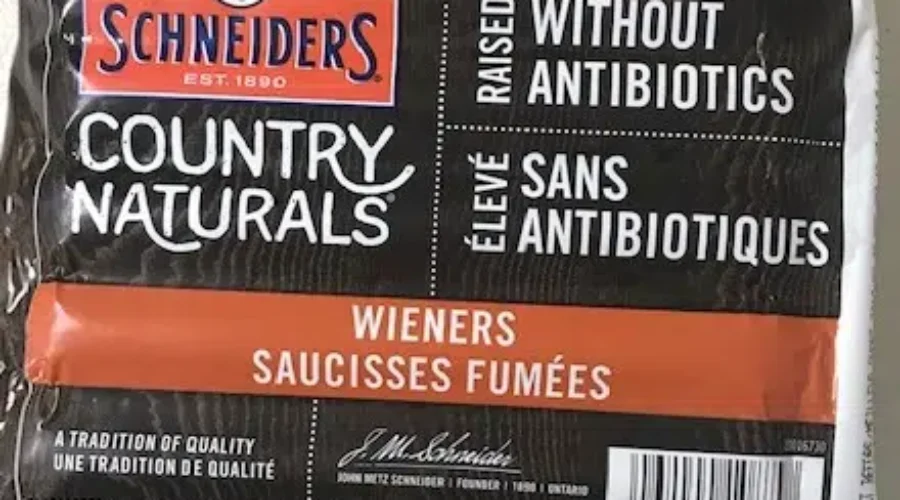 SCHNEIDERS
EST. 1890
COUNTRY
NATURALS
RAISED
WITHOUT
ANTIBIOTICS
ÉLEVÉ
SANS
ANTIBIOTIQUES
WIENERS
SAUCISSES FUMÉES
A TRADITION OF QUALITY
UNE TRADITION DE QUALITÉ
J. M. Schneider
JOHN METZ SCHNEIDER | FOUNDER | 1890 | ONTARIO